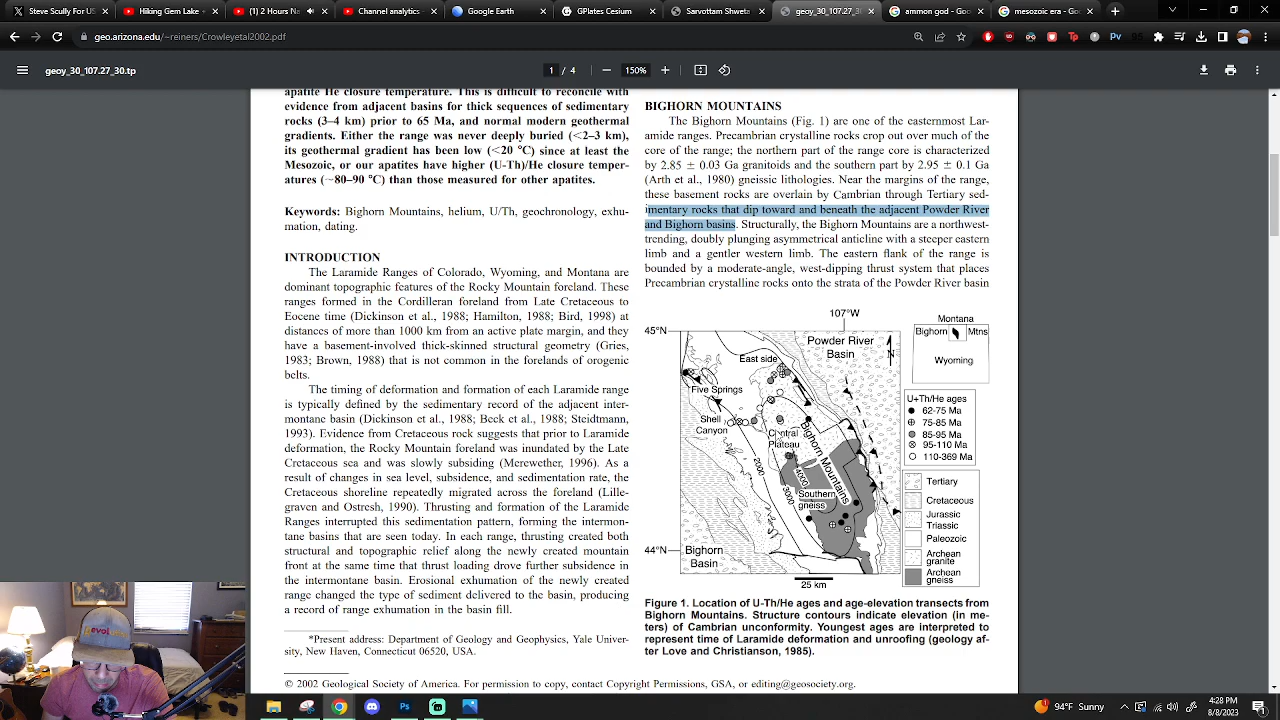 Steve Scully For US
Hiking Gem Lake
(1) 2 Hours N
Channel analytics -
Google Earth
GPlates Cesium
Sarvottam Shweta
geoy_30_107.27_30.
ammon god - Goo
mesozoic era - Go
geo.arizona.edu/~reiners/Crowleyetal2002.pdf
geoy_30_107.27_30.tp
1 / 4
150%
apatite He closure temperature. This is difficult to reconcile with
evidence from adjacent basins for thick sequences of sedimentary
rocks (3–4 km) prior to 65 Ma, and normal modern geothermal
gradients. Either the range was never deeply buried (<2–3 km),
its geothermal gradient has been low (<20 °C) since at least the
Mesozoic, or our apatites have higher (U-Th)/He closure temper-
atures (~80–90 °C) than those measured for other apatites.
Keywords: Bighorn Mountains, helium, U/Th, geochronology, exhu-
mation, dating.
INTRODUCTION
The Laramide Ranges of Colorado, Wyoming, and Montana are
dominant topographic features of the Rocky Mountain foreland. These
ranges formed in the Cordilleran foreland from Late Cretaceous to
Eocene time (Dickinson et al., 1988; Hamilton, 1988; Bird, 1998) at
distances of more than 1000 km from an active plate margin, and they
have a basement-involved thick-skinned structural geometry (Gries,
1983; Brown, 1988) that is not common in the forelands of orogenic
belts.
The timing of deformation and formation of each Laramide range
is typically defined by the sedimentary record of the adjacent inter-
montane basin (Dickinson et al., 1988; Beck et al., 1988; Steidtmann,
1993). Evidence from Cretaceous rock suggests that prior to Laramide
deformation, the Rocky Mountain foreland was inundated by the Late
Cretaceous sea and was slowly subsiding (Merewether, 1996). As a
result of changes in sea level, subsidence, and sedimentation rate, the
Cretaceous shoreline repeatedly migrated across the foreland (Lille-
graven and Ostresh, 1990). Thrusting and formation of the Laramide
Ranges interrupted this sedimentation pattern, forming the intermon-
tane basins that are seen today. In each range, thrusting created both
structural and topographic relief along the newly created mountain
front at the same time that thrust loading drove further subsidence in
the intermontane basin. Erosional exhumation of the newly created
range changed the type of sediment delivered to the basin, producing
a record of range exhumation in the basin fill.
*Present address: Department of Geology and Geophysics, Yale Univer-
sity, New Haven, Connecticut 06520, USA.
BIGHORN MOUNTAINS
The Bighorn Mountains (Fig. 1) are one of the easternmost Lar-
amide ranges. Precambrian crystalline rocks crop out over much of the
core of the range; the northern part of the range core is characterized
by 2.85 ± 0.03 Ga granitoids and the southern part by 2.95 ± 0.1 Ga
(Arth et al., 1980) gneissic lithologies. Near the margins of the range,
these basement rocks are overlain by Cambrian through Tertiary sed-
imentary rocks that dip toward and beneath the adjacent Powder River
and Bighorn basins. Structurally, the Bighorn Mountains are a northwest-
trending, doubly plunging asymmetrical anticline with a steeper eastern
limb and a gentler western limb. The eastern flank of the range is
bounded by a moderate-angle, west-dipping thrust system that places
Precambrian crystalline rocks onto the strata of the Powder River basin
107°W
45°N
Powder River
Basin
N
East side
Five Springs
Shell
Canyon
Central
Plateau
Bighorn Mountains
2000
3000
3000
Southern
gneiss
44°N
Bighorn
Basin
25 km
Montana
Bighorn Mtns
Wyoming
U+Th/He ages
62-75 Ma
75-85 Ma
85-95 Ma
95-110 Ma
110-369 Ma
Tertiary
Cretaceous
Jurassic
Triassic
Paleozoic
Archean
granite
Archean
gneiss
Figure 1. Location of U-Th/He ages and age-elevation transects from
Bighorn Mountains. Structure contours indicate elevation (in me-
ters) of Cambrian unconformity. Youngest ages are interpreted to
represent time of Laramide deformation and unroofing (geology af-
ter Love and Christianson, 1985).
© 2002 Geological Society of America. For permission to copy, contact Copyright Permissions, GSA, or editing@geosociety.org.
94°F Sunny
4:28 PM
8/8/2023